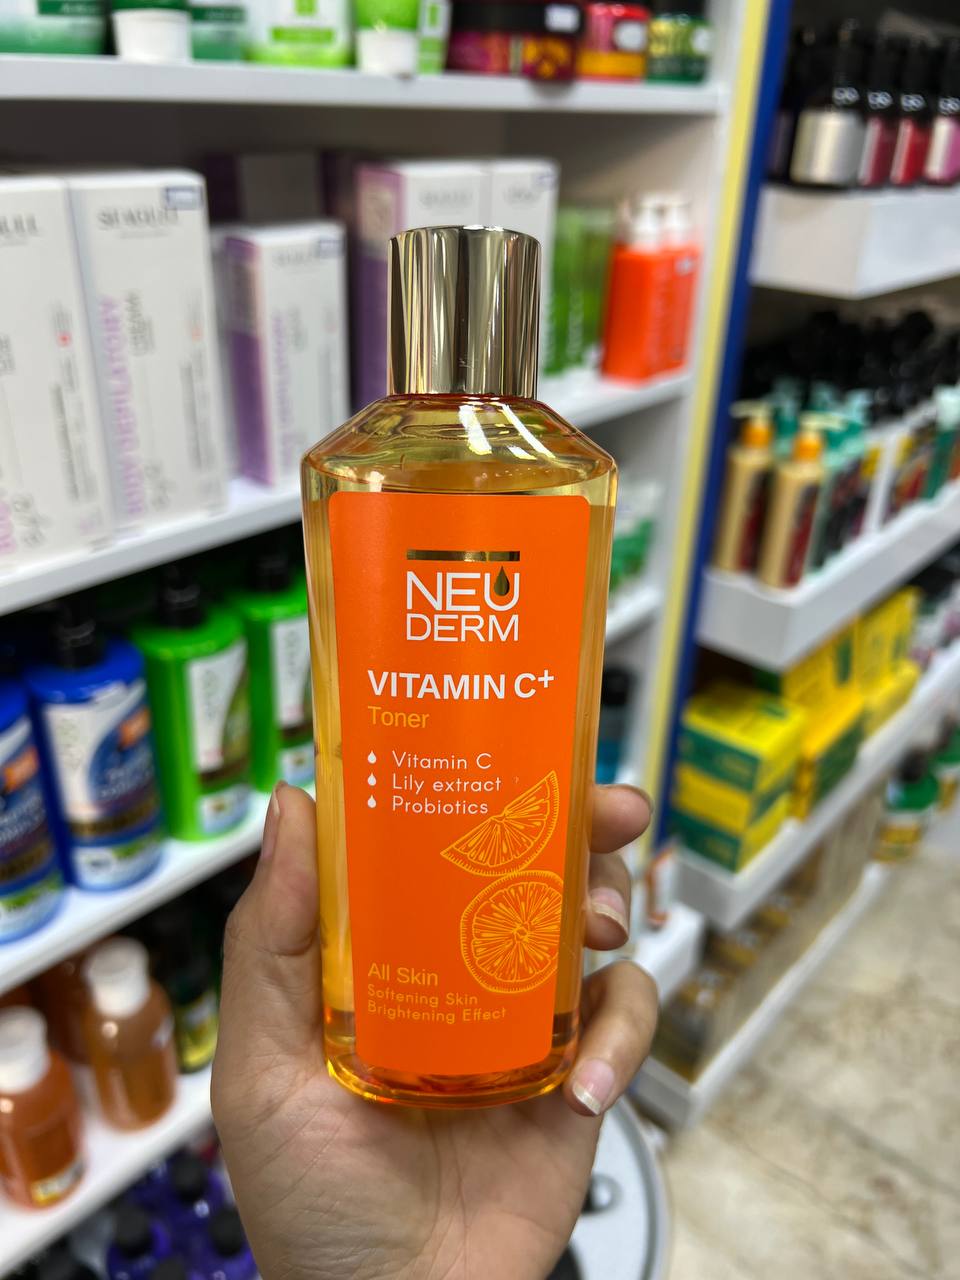 NEU
DERM
VITAMIN C+
Toner
Vitamin C
Lily extract
Probiotics
All Skin
Softening Skin
Brightening Effect